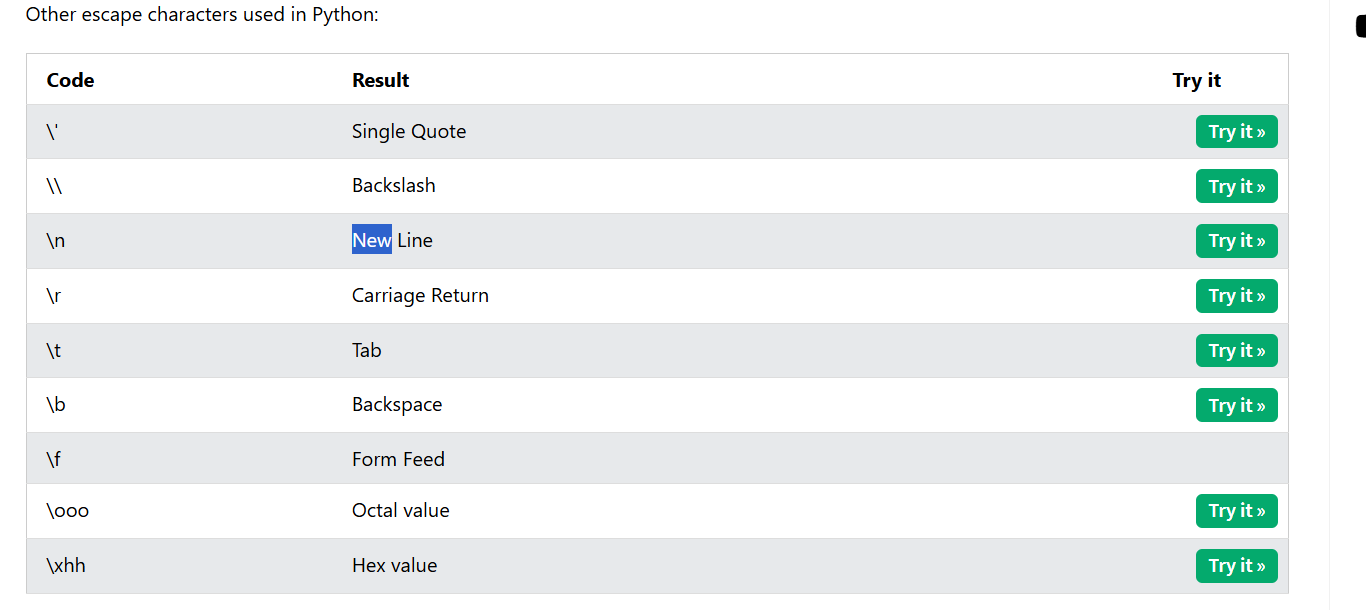 Other escape characters used in Python:
Code Result Try it
\' Single Quote Try it »
\\ Backslash Try it »
\n New Line Try it »
\r Carriage Return Try it »
\t Tab Try it »
\b Backspace Try it »
\f Form Feed
\ooo Octal value Try it »
\xhh Hex value Try it »